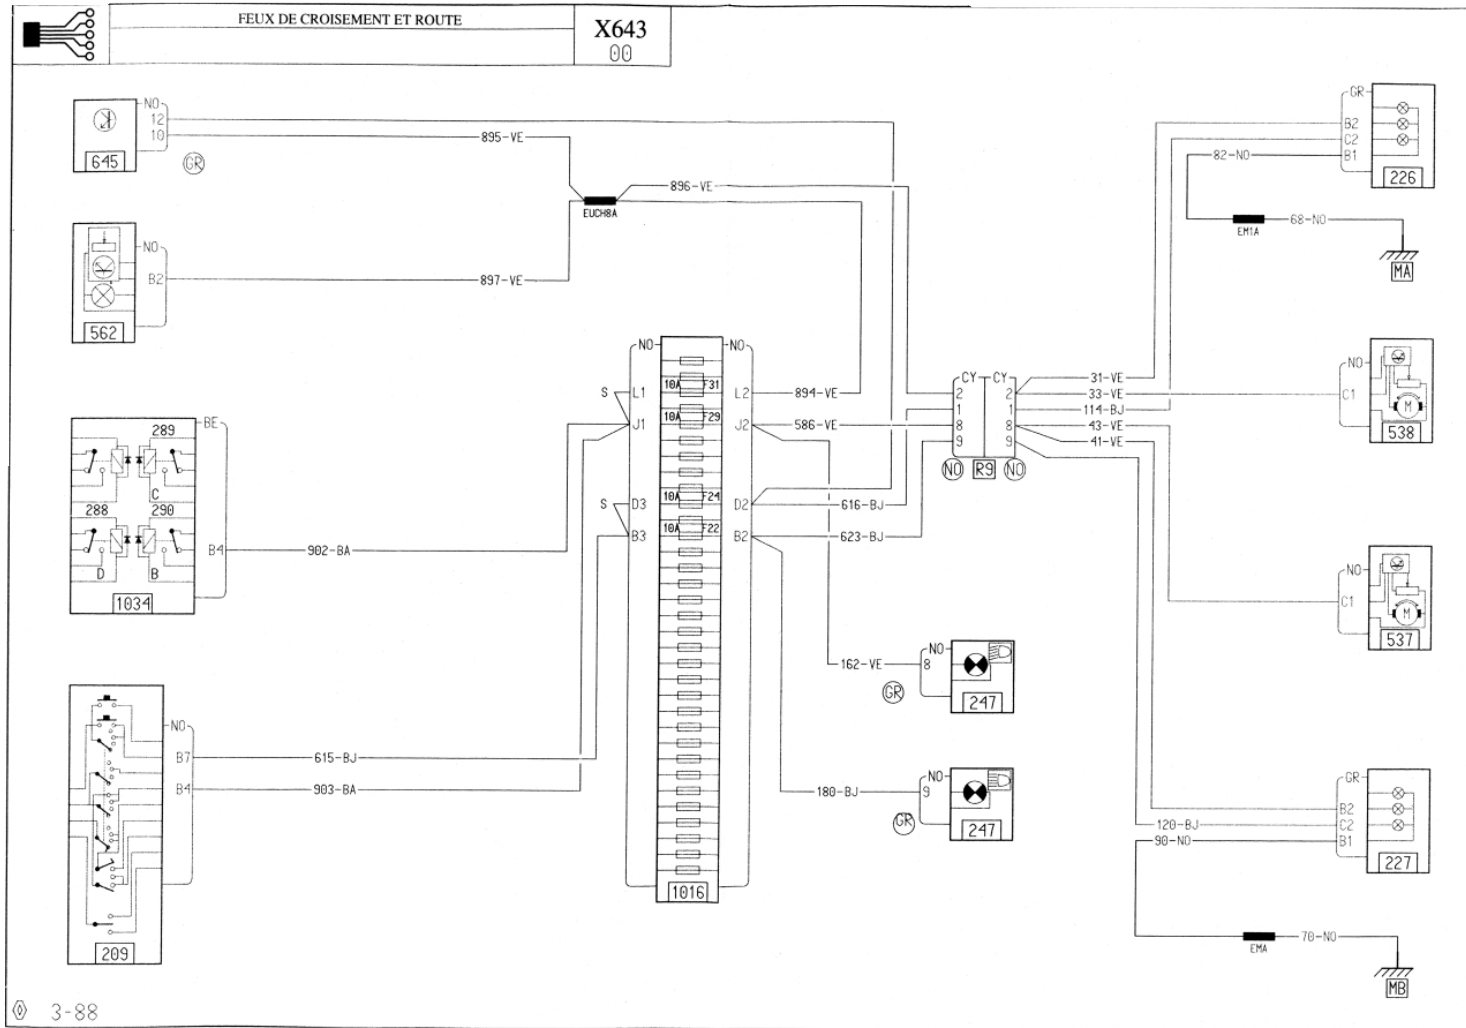 FEUX DE CROISEMENT ET ROUTE
X643
00
NO
12
10
645
GR
895-VE
896-VE
EUCH8A
NO
B2
562
897-VE
BE
289
C
288
290
D
B
B4
1034
902-BA
NO
B7
B4
209
615-BJ
903-BA
NO
NO
S
L1
10A
F31
L2
894-VE
J1
10A
F29
J2
586-VE
S
D3
10A
F24
D2
616-BJ
B3
10A
F22
B2
623-BJ
1016
CY
CY
2
2
1
1
8
8
9
9
NO
R9
NO
31-VE
33-VE
114-BJ
43-VE
41-VE
162-VE
NO
8
GR
247
180-BJ
NO
9
GR
247
GR
B2
C2
B1
226
82-NO
EM1A
68-NO
MA
NO
C1
M
538
NO
C1
M
537
GR
B2
C2
B1
227
120-BJ
90-NO
EMA
70-NO
MB
3-88